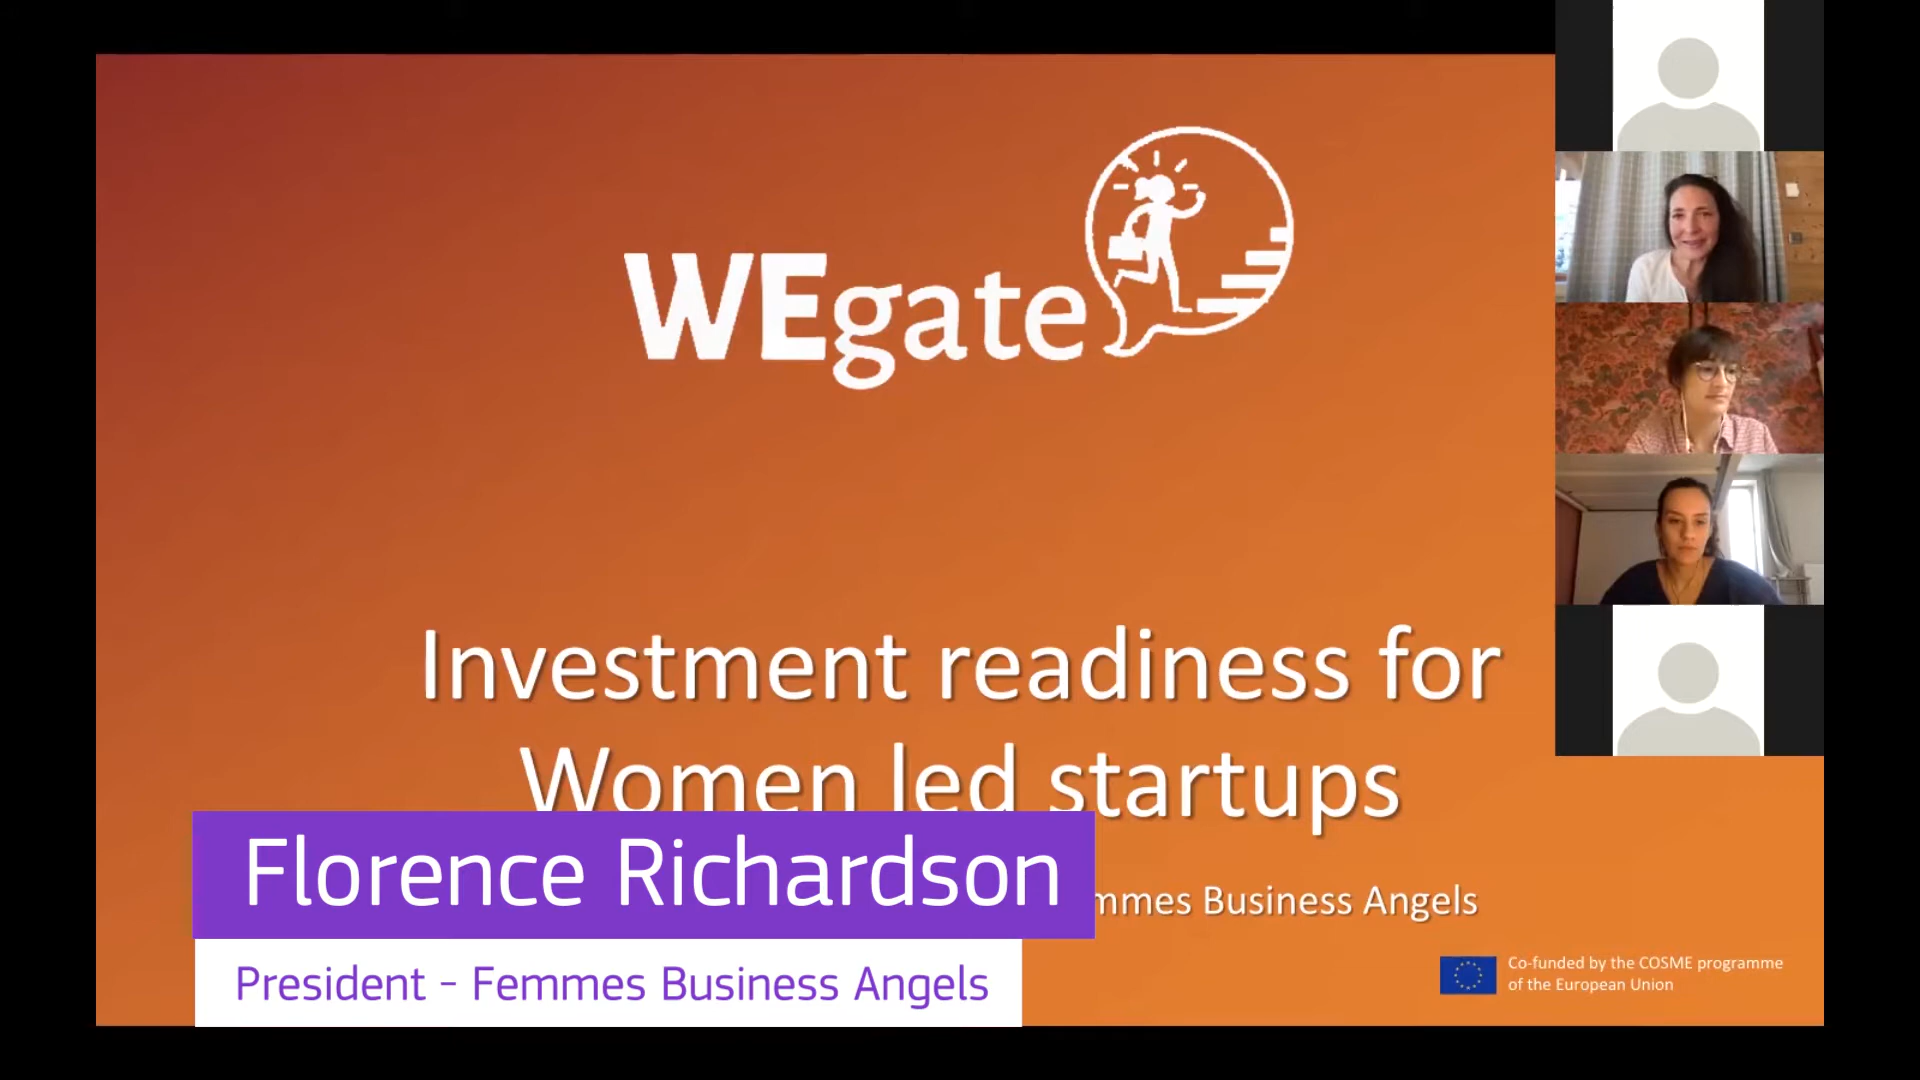 WEgate
Investment readiness for
Women led startups
Florence Richardson
mmes Business Angels
President - Femmes Business Angels
Co-funded by the COSME programme
of the European Union